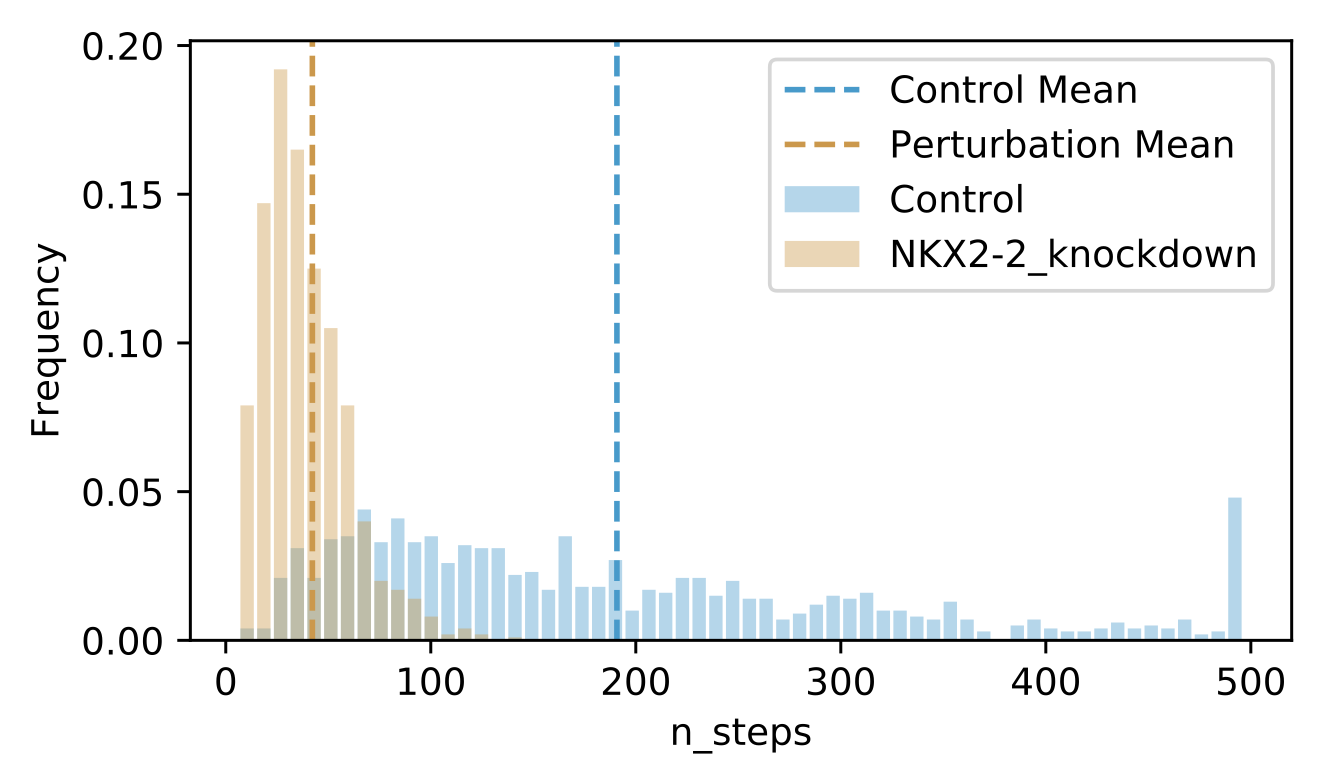 0.20
0.15
0.10
0.05
0.00
Frequency
Control Mean
Perturbation Mean
Control
NKX2-2_knockdown
0 100 200 300 400 500
n_steps